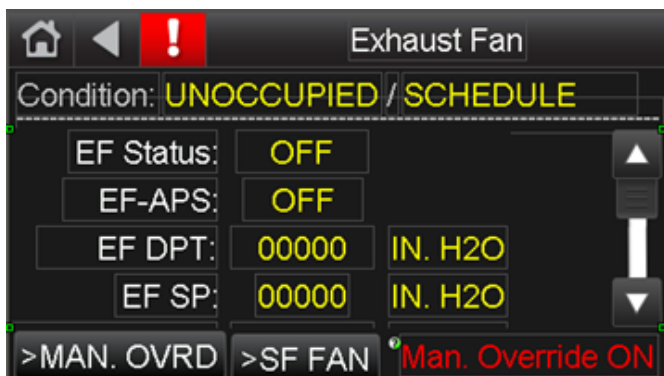 ! Exhaust Fan
Condition: UNOCCUPIED / SCHEDULE
EF Status: OFF
EF-APS: OFF
EF DPT: 00000 IN. H2O
EF SP: 00000 IN. H2O
>MAN. OVRD >SF FAN Man. Override ON